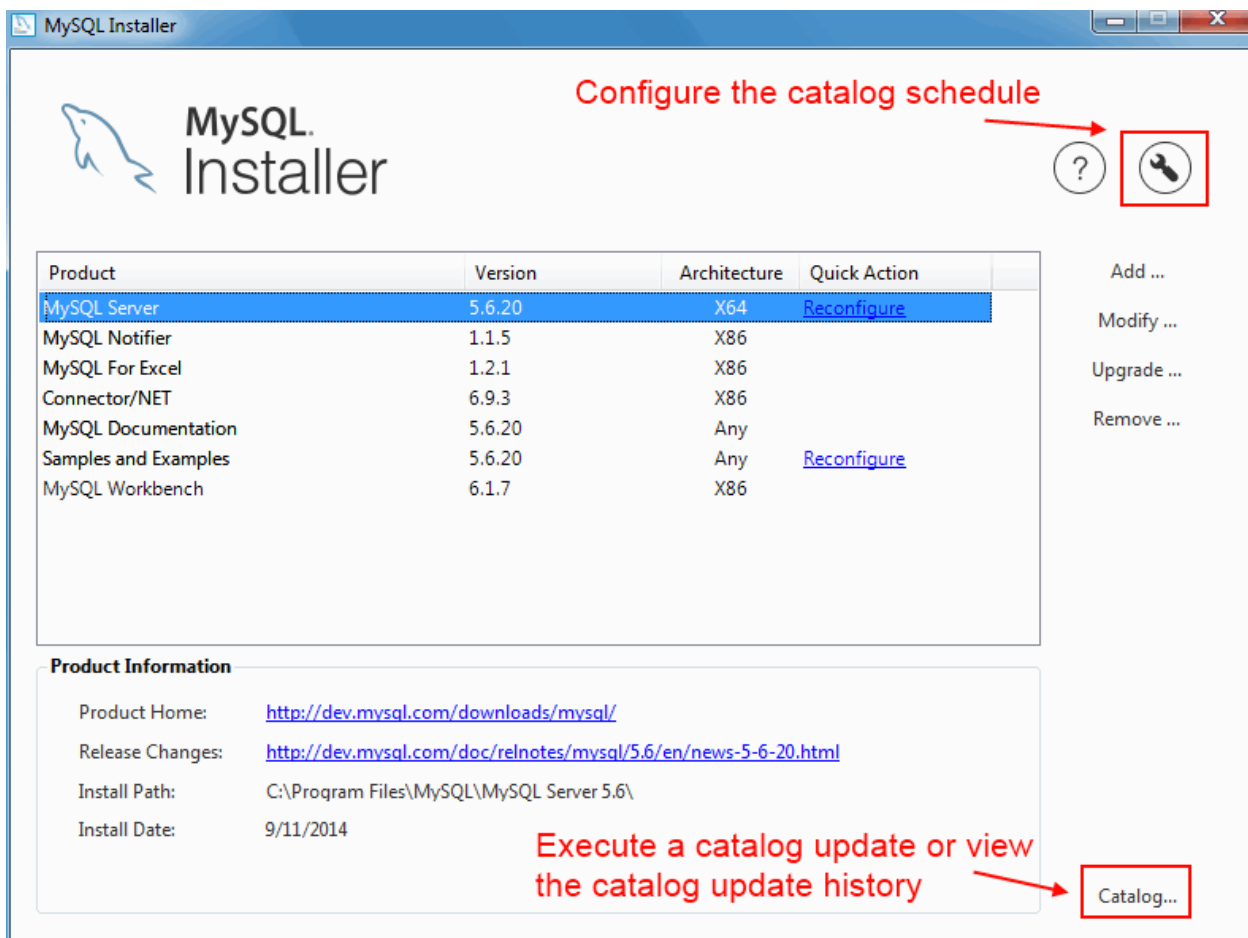 MySQL Installer
Configure the catalog schedule
MySQL.
Installer
?
Product Version Architecture Quick Action
MySQL Server 5.6.20 X64 Reconfigure
MySQL Notifier 1.1.5 X86
MySQL For Excel 1.2.1 X86
Connector/NET 6.9.3 X86
MySQL Documentation 5.6.20 Any
Samples and Examples 5.6.20 Any Reconfigure
MySQL Workbench 6.1.7 X86
Add ...
Modify ...
Upgrade ...
Remove ...
Product Information
Product Home: http://dev.mysql.com/downloads/mysql/
Release Changes: http://dev.mysql.com/doc/relnotes/mysql/5.6/en/news-5-6-20.html
Install Path: C:\Program Files\MySQL\MySQL Server 5.6\
Install Date: 9/11/2014
Execute a catalog update or view
the catalog update history
Catalog...